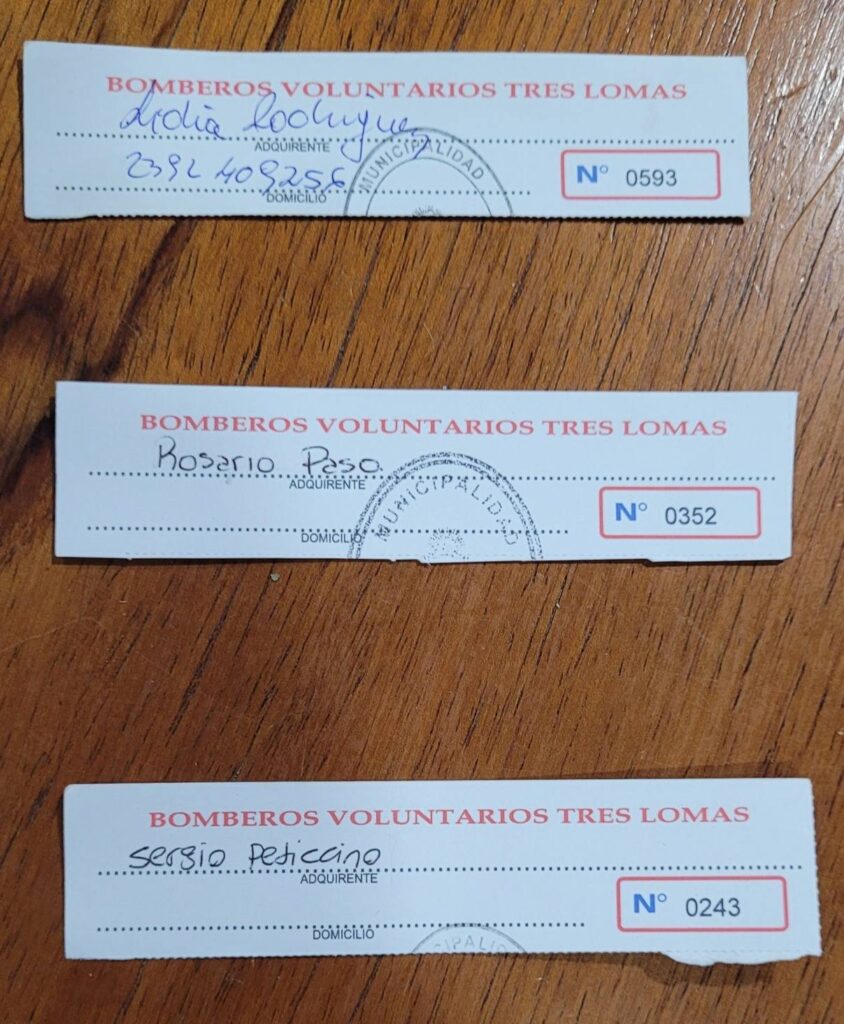 BOMBEROS VOLUNTARIOS TRES LOMAS
Lidia Rodriguez
ADQUIRENTE
2392 409256
DOMICILIO
MUNICIPALIDAD
N° 0593
BOMBEROS VOLUNTARIOS TRES LOMAS
Rosario Paso
ADQUIRENTE
DOMICILIO
MUNICIPALIDAD
N° 0352
BOMBEROS VOLUNTARIOS TRES LOMAS
Sergio Peticcino
ADQUIRENTE
N° 0243
DOMICILIO
CIPALID